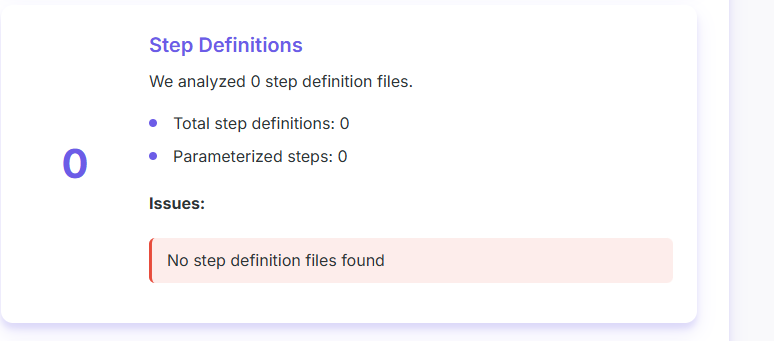 Step Definitions
We analyzed 0 step definition files.
Total step definitions: 0
Parameterized steps: 0
0
Issues:
No step definition files found